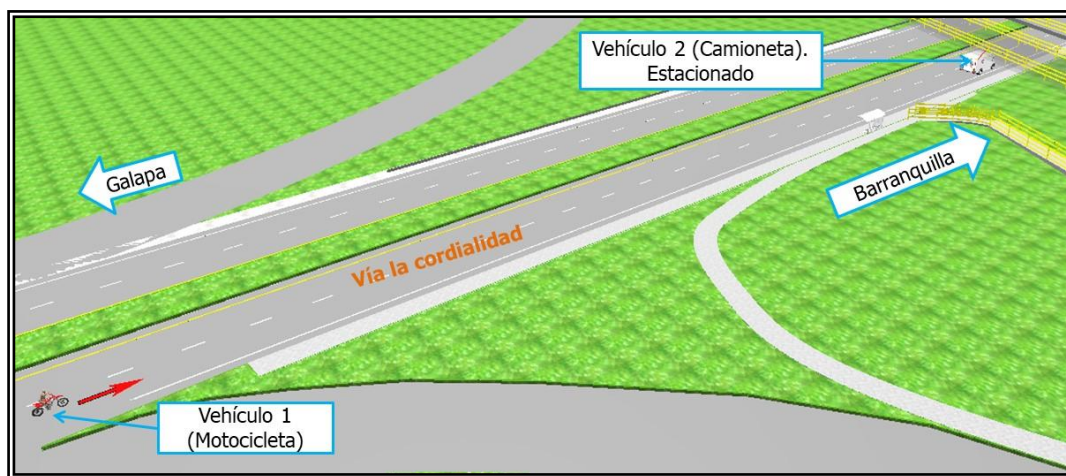 Vehículo 2 (Camioneta).
Estacionado
Galapa
Barranquilla
Vía la cordialidad
Vehículo 1
(Motocicleta)